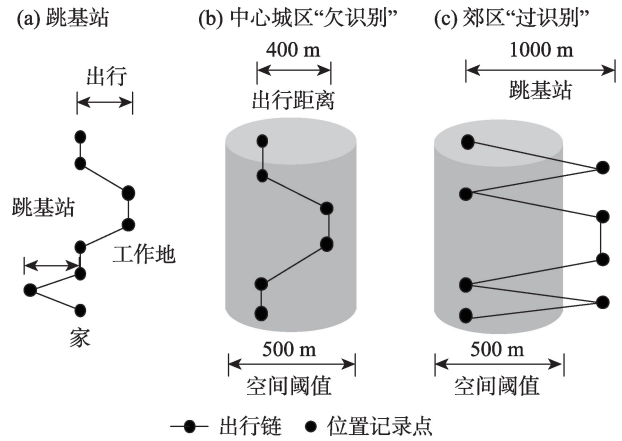 (a) 跳基站
出行
跳基站
工作地
家
(b) 中心城区“欠识别”
400 m
出行距离
500 m
空间阈值
(c) 郊区“过识别”
1000 m
跳基站
500 m
空间阈值
出行链
位置记录点